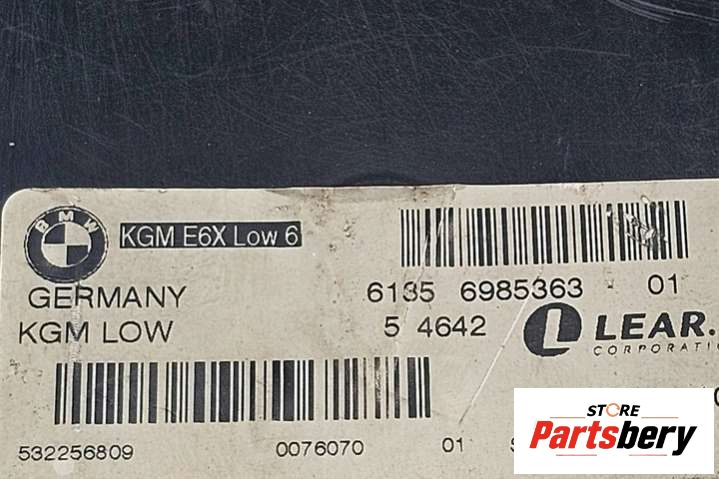 BMW
KGM E6X Low 6
GERMANY
6135 6985363 - 01
KGM LOW
5 4642
LEAR.
CORPORATI
532256809 0076070 01 S
STORE
Partsbery